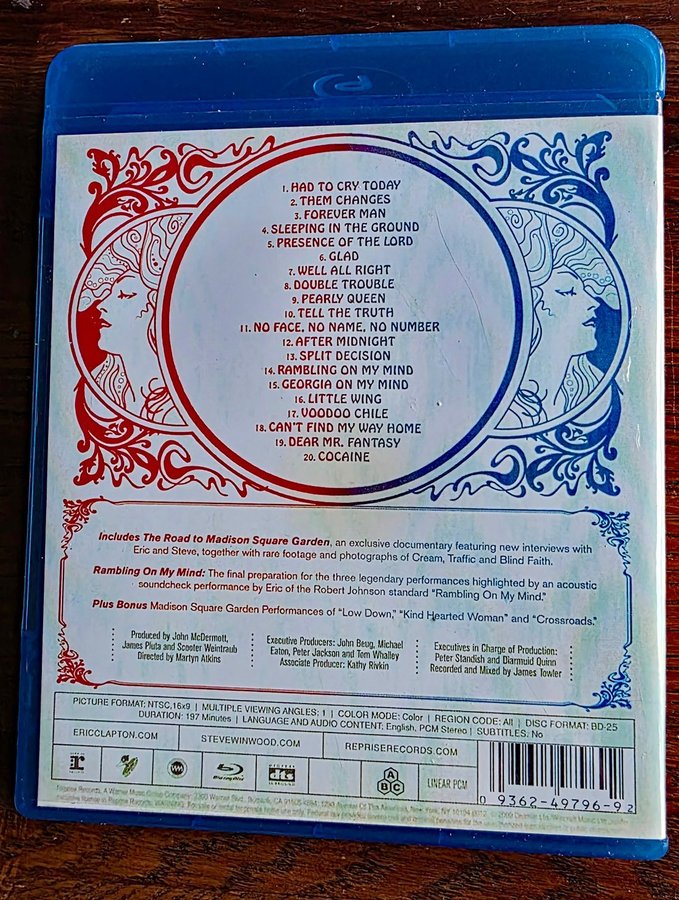 1. HAD TO CRY TODAY
2. THEM CHANGES
3. FOREVER MAN
4. SLEEPING IN THE GROUND
5. PRESENCE OF THE LORD
6. GLAD
7. WELL ALL RIGHT
8. DOUBLE TROUBLE
9. PEARLY QUEEN
10. TELL THE TRUTH
11. NO FACE, NO NAME, NO NUMBER
12. AFTER MIDNIGHT
13. SPLIT DECISION
14. RAMBLING ON MY MIND
15. GEORGIA ON MY MIND
16. LITTLE WING
17. VOODOO CHILE
18. CAN'T FIND MY WAY HOME
19. DEAR MR. FANTASY
20. COCAINE
Includes The Road to Madison Square Garden, an exclusive documentary featuring new interviews with
Eric and Steve, together with rare footage and photographs of Cream, Traffic and Blind Faith.
Rambling On My Mind: The final preparation for the three legendary performances highlighted by an acoustic
soundcheck performance by Eric of the Robert Johnson standard "Rambling On My Mind."
Plus Bonus Madison Square Garden Performances of "Low Down," "Kind Hearted Woman" and "Crossroads."
Produced by John McDermott,
James Pluta and Scooter Weintraub
Directed by Martyn Atkins
Executive Producers: John Beug, Michael
Eaton, Peter Jackson and Tom Whalley
Associate Producer: Kathy Rivkin
Executives in Charge of Production:
Peter Standish and Diarmuid Quinn
Recorded and Mixed by James Towler
PICTURE FORMAT: NTSC, 16x9 | MULTIPLE VIEWING ANGLES: 1 | COLOR MODE: Color | REGION CODE: All | DISC FORMAT: BD-25
DURATION: 197 Minutes | LANGUAGE AND AUDIO CONTENT: English, PCM Stereo | SUBTITLES: No
ERICCLAPTON.COM
STEVEWINWOOD.COM
REPRISERECORDS.COM
Blu-ray Disc
dts
A B C
LINEAR PCM
0 9362-49796-9 2